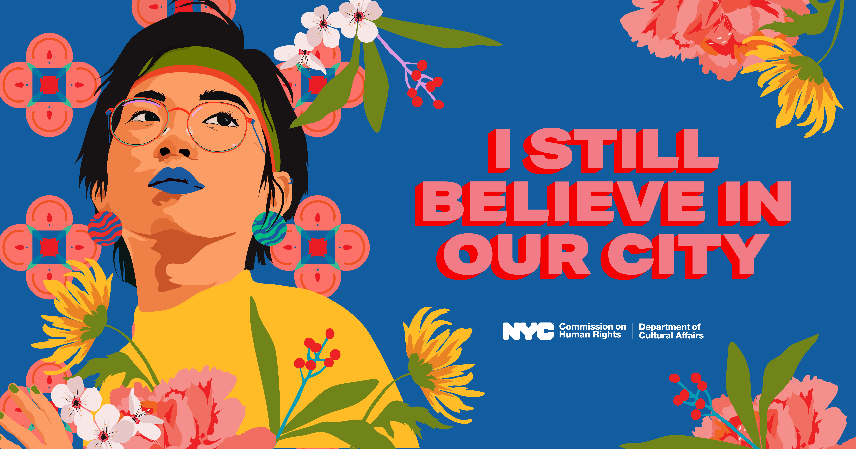 I STILL
BELIEVE IN
OUR CITY
NYC
Commission on
Human Rights
Department of
Cultural Affairs